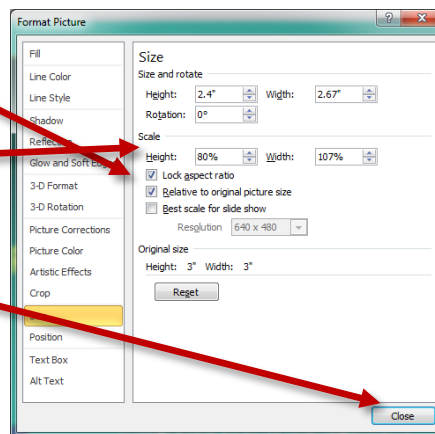 Format Picture
Fill
Line Color
Line Style
Shadow
Glow and Soft
3-D Format
3-D Rotation
Picture Corrections
Picture Color
Artistic Effects
Crop
Position
Text Box
Alt Text
Size
Size and rotate
Height: 2.4" Width: 2.67"
Rotation: 0°
Scale
Height: 80% Width: 107%
Lock aspect ratio
Relative to original picture size
Best scale for slide show
Resolution 640 x 480
Original size
Height: 3" Width: 3"
Reset
Close